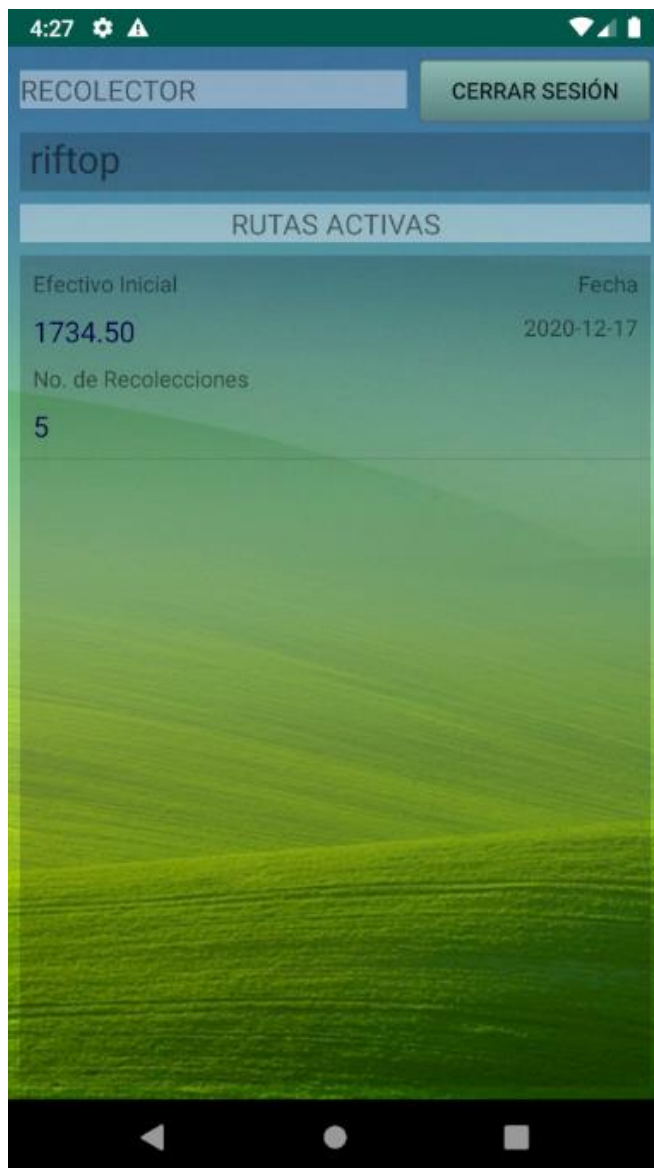 4:27
RECOLECTOR
CERRAR SESIÓN
riftop
RUTAS ACTIVAS
Efectivo Inicial
Fecha
1734.50
2020-12-17
No. de Recolecciones
5